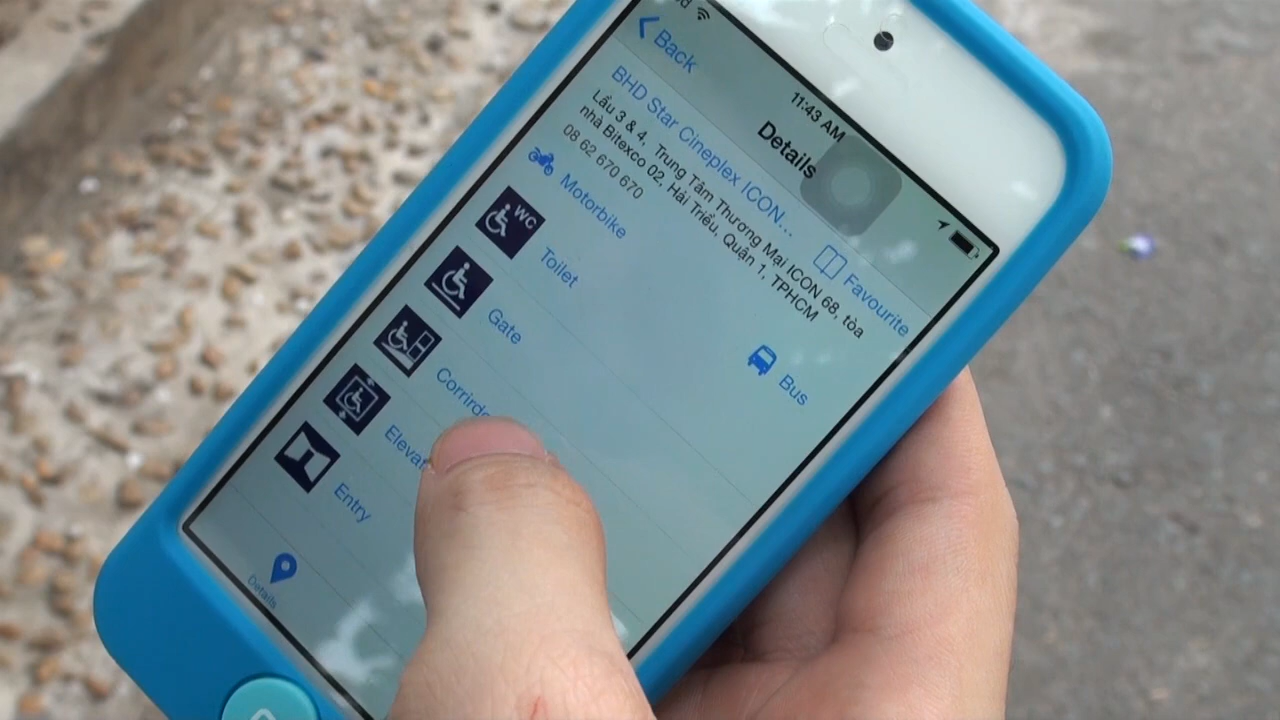 11:43 AM
Back
Details
BHD Star Cineplex ICON...
Favourite
Lầu 3 & 4, Trung Tâm Thương Mại ICON 68, tòa
nhà Bitexco 02, Hải Triều, Quận 1, TPHCM
08 62 670 670
Motorbike
Bus
WC
Toilet
Gate
Corrirdo
Elevat
Entry
Details